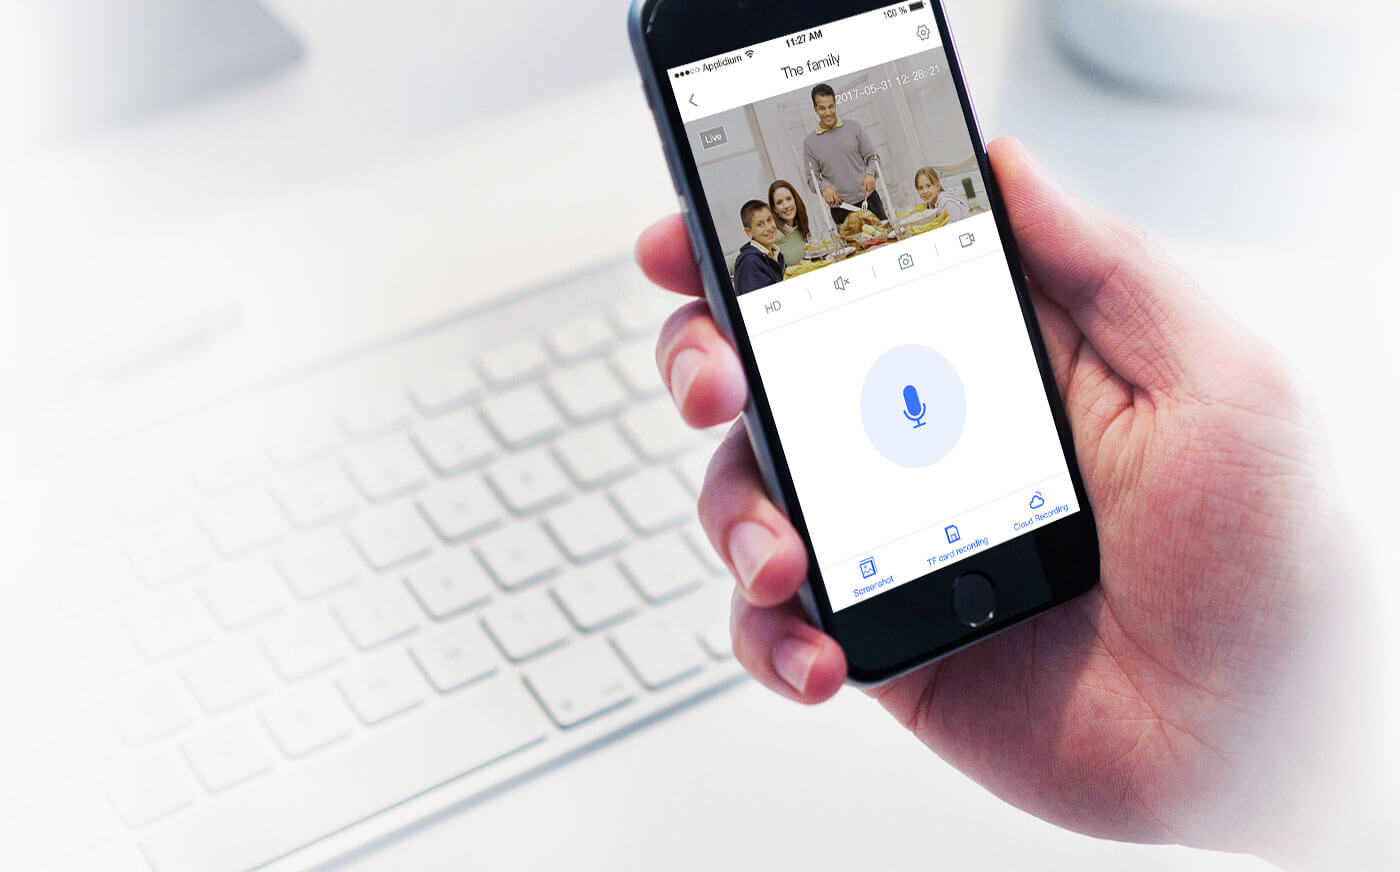 Applidium 11:27 AM 100 %
The family
2017-05-31 12: 28: 21
Live
HD
Screenshot TF card recording Cloud Recording